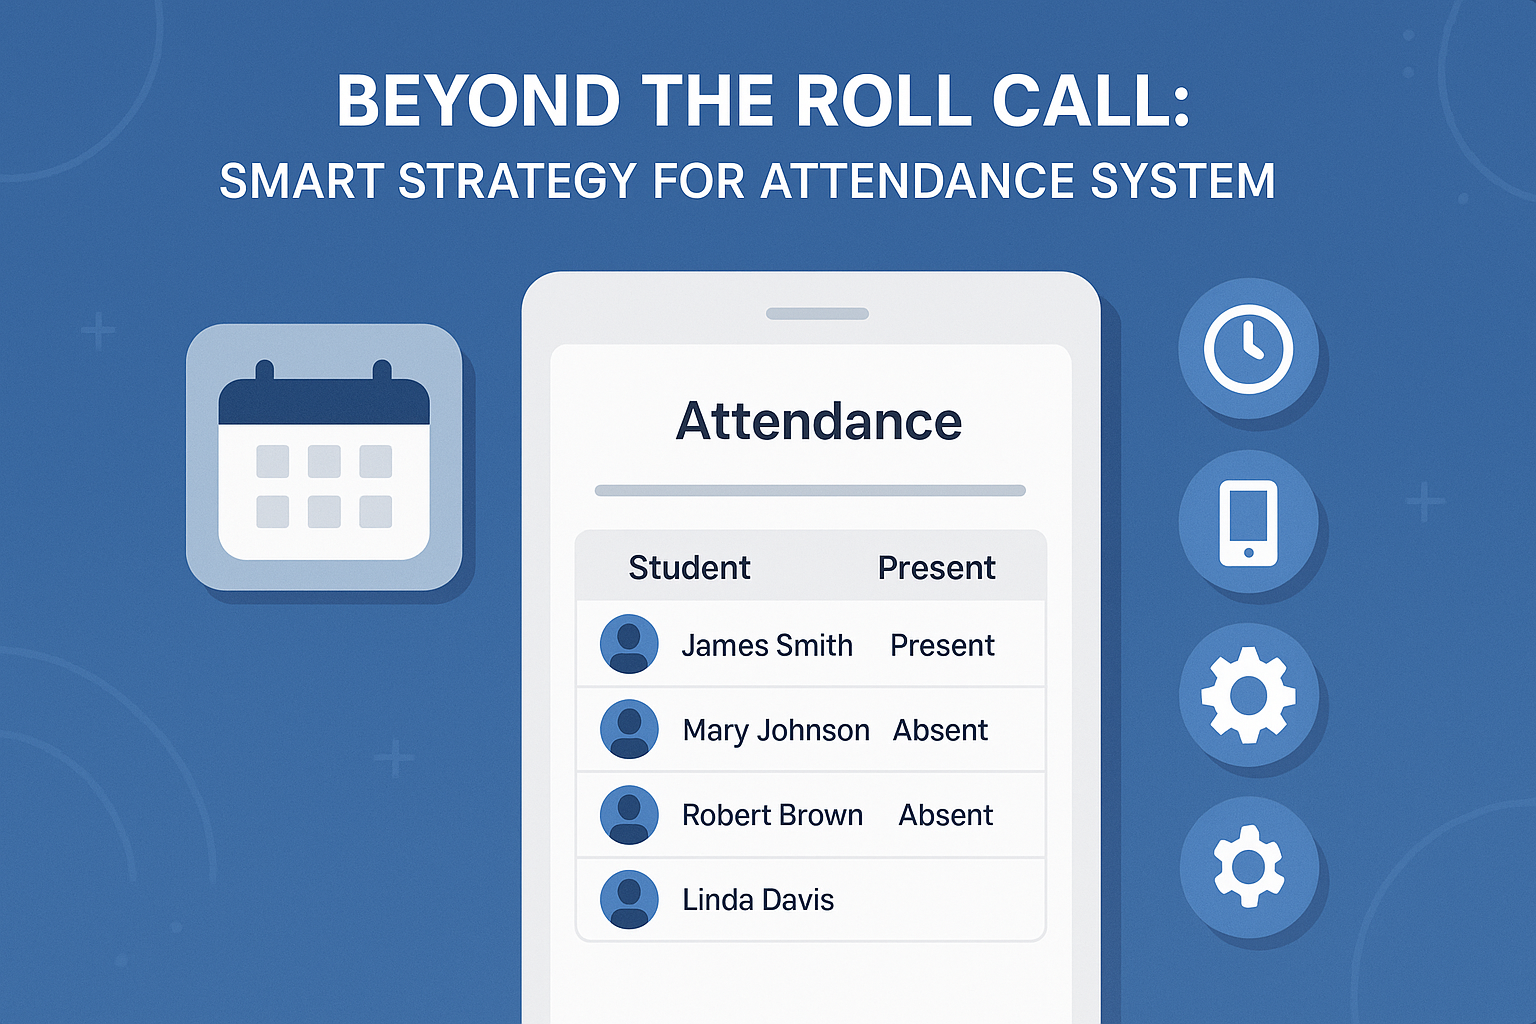 BEYOND THE ROLL CALL:
SMART STRATEGY FOR ATTENDANCE SYSTEM
Attendance
Student Present
James Smith Present
Mary Johnson Absent
Robert Brown Absent
Linda Davis